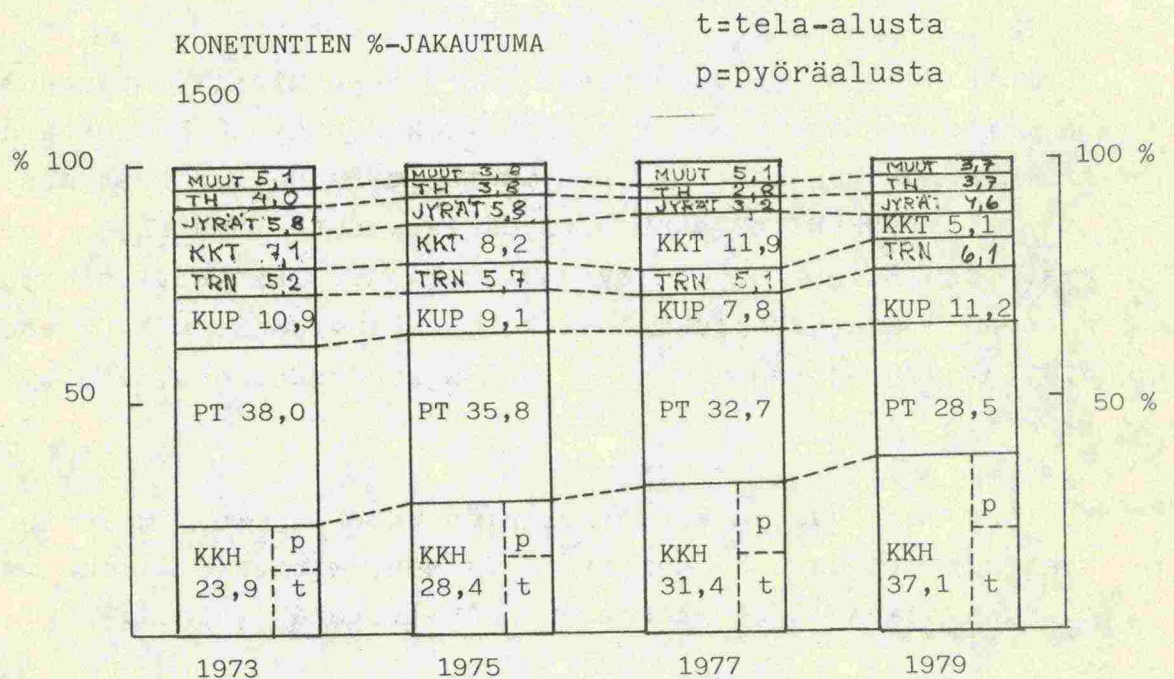 KONETUNTIEN %-JAKAUTUMA
1500
t=tela-alusta
p=pyöräalusta
% 100
50
MUUT 5,1
TH 4,0
JYRÄT 5,8
KKT 7,1
TRN 5,2
KUP 10,9
PT 38,0
KKH
23,9
p
t
1973
MUUT 3,5
TH 3,5
JYRÄT 5,8
KKT 8,2
TRN 5,7
KUP 9,1
PT 35,8
KKH
28,4
p
t
1975
MUUT 5,1
TH 2,8
JYRÄT 3,2
KKT 11,9
TRN 5,1
KUP 7,8
PT 32,7
KKH
31,4
p
t
1977
MUUT 3,7
TH 3,7
JYRÄT 4,6
KKT 5,1
TRN 6,1
KUP 11,2
PT 28,5
KKH
37,1
p
t
1979
100 %
50 %